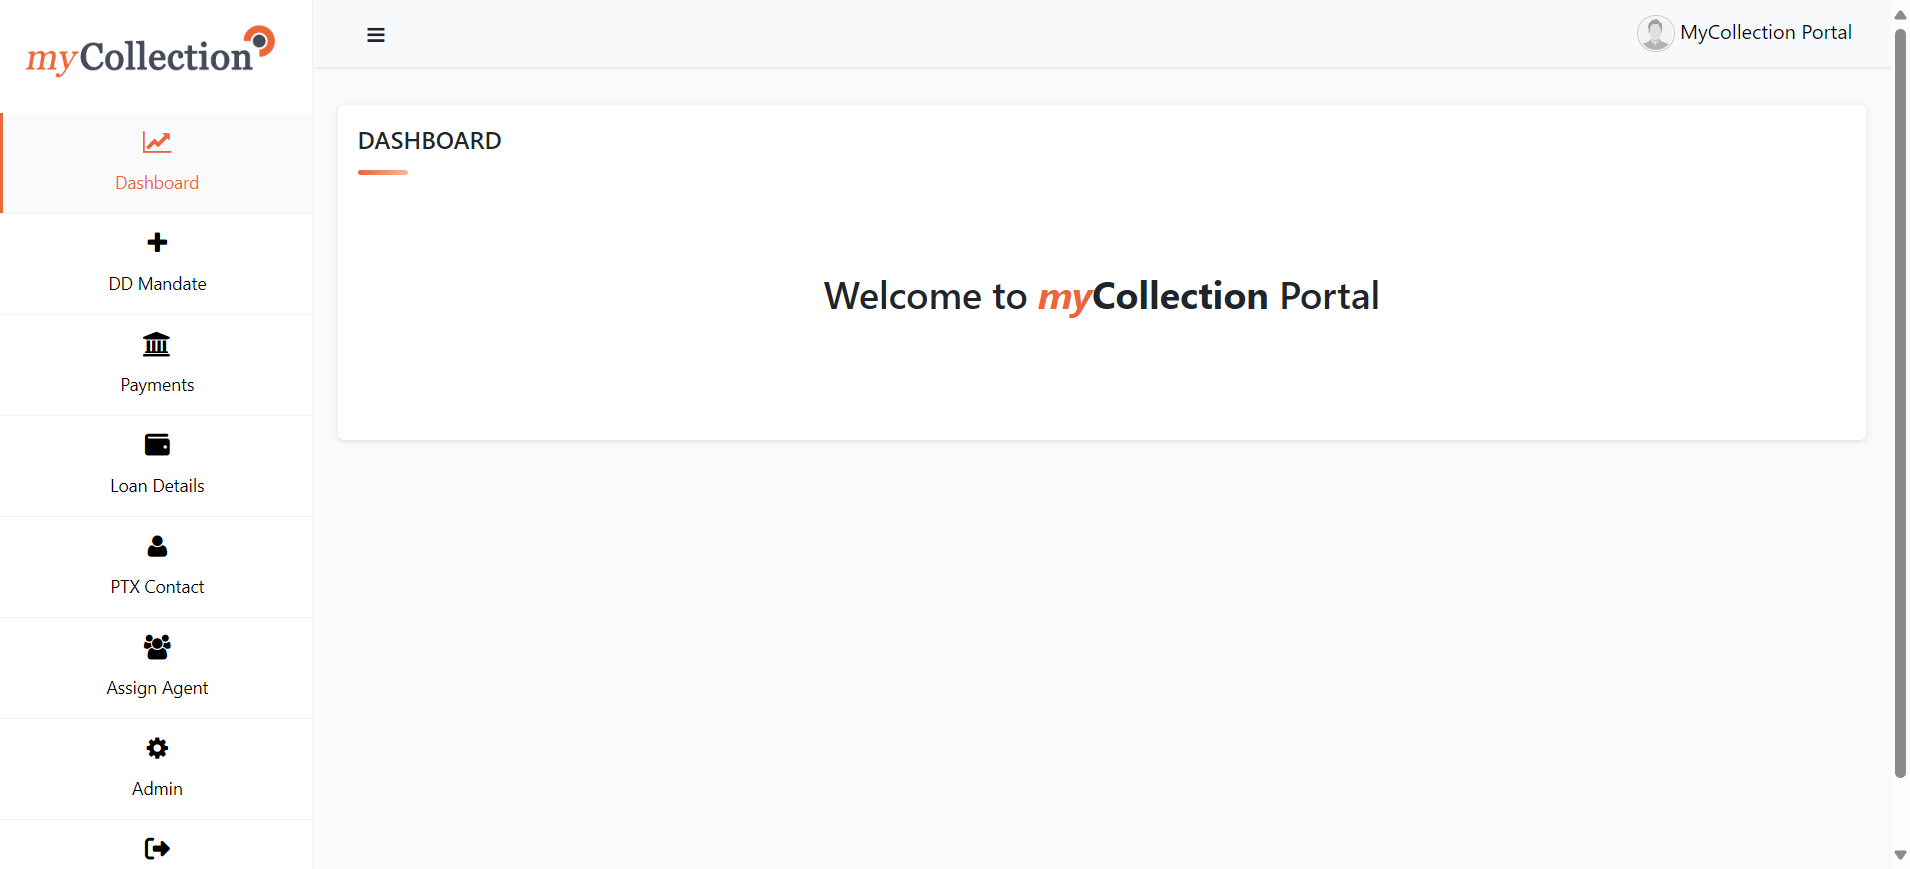 myCollection
MyCollection Portal
Dashboard
DD Mandate
Payments
Loan Details
PTX Contact
Assign Agent
Admin
DASHBOARD
Welcome to myCollection Portal